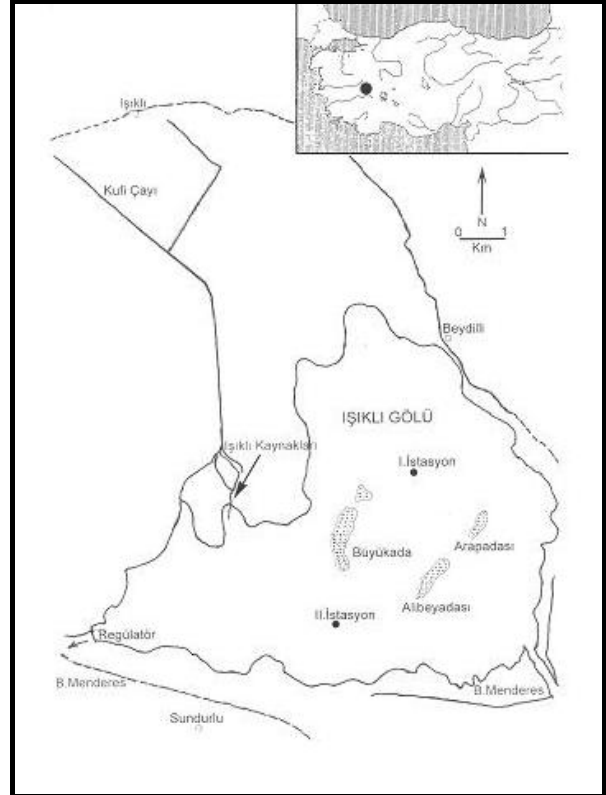 Işıklı
Kufi Çayı
N
0 1
Km
Beydilli
IŞIKLI GÖLÜ
Işıklı Kaynakları
I.İstasyon
Büyükada
Arapadası
Alibeyadası
II.İstasyon
Regülatör
B.Menderes
B.Menderes
Sundurlu